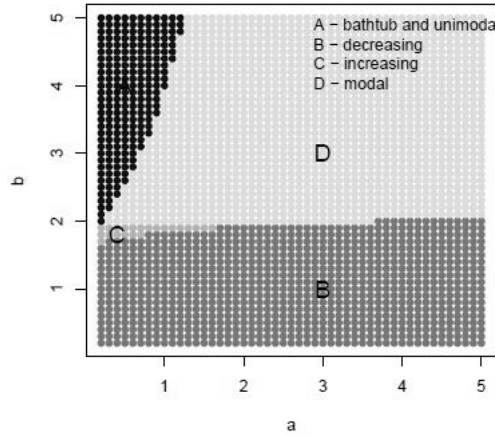 A − bathtub and unimoda
B − decreasing
C − increasing
D − modal
5
4
3
2
1
b
A
D
C
B
1
2
3
4
5
a